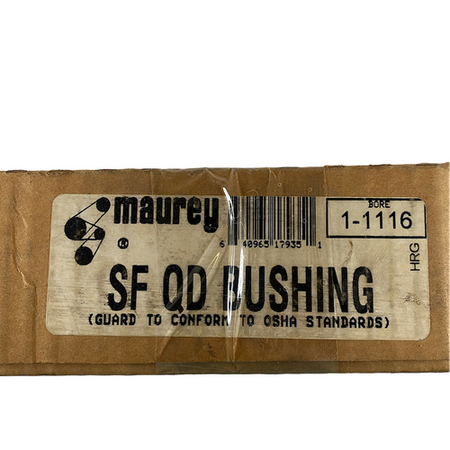 maurey
BORE
1-1116
6 40965 17935 1
HRG
SF QD BUSHING
(GUARD TO CONFORM TO OSHA STANDARDS)